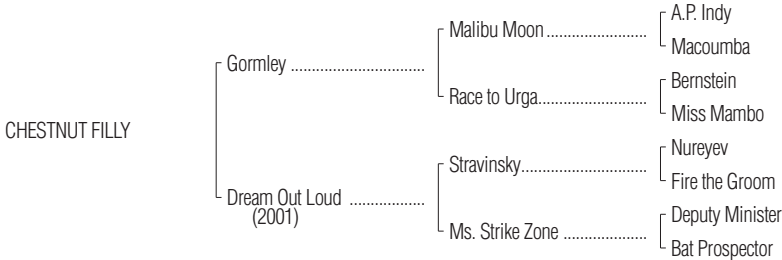 A.P. Indy
Malibu Moon ........................
Macoumba
Gormley ................................
Bernstein
Race to Urga..........................
Miss Mambo
CHESTNUT FILLY
Nureyev
Stravinsky..............................
Fire the Groom
Dream Out Loud ..................
(2001)
Deputy Minister
Ms. Strike Zone ....................
Bat Prospector